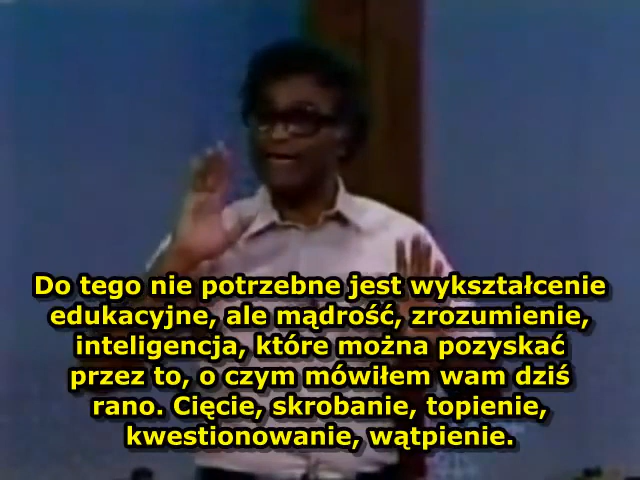 Do tego nie potrzebne jest wykształcenie
edukacyjne, ale mądrość, zrozumienie,
inteligencja, które można pozyskać
przez to, o czym mówiłem wam dziś
rano. Cięcie, skrobanie, topienie,
kwestionowanie, wątpienie.